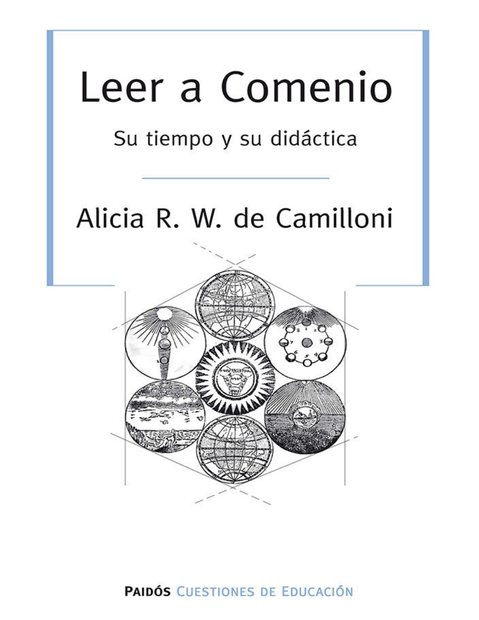 Leer a Comenio
Su tiempo y su didáctica
Alicia R. W. de Camilloni
PAIDÓS CUESTIONES DE EDUCACIÓN